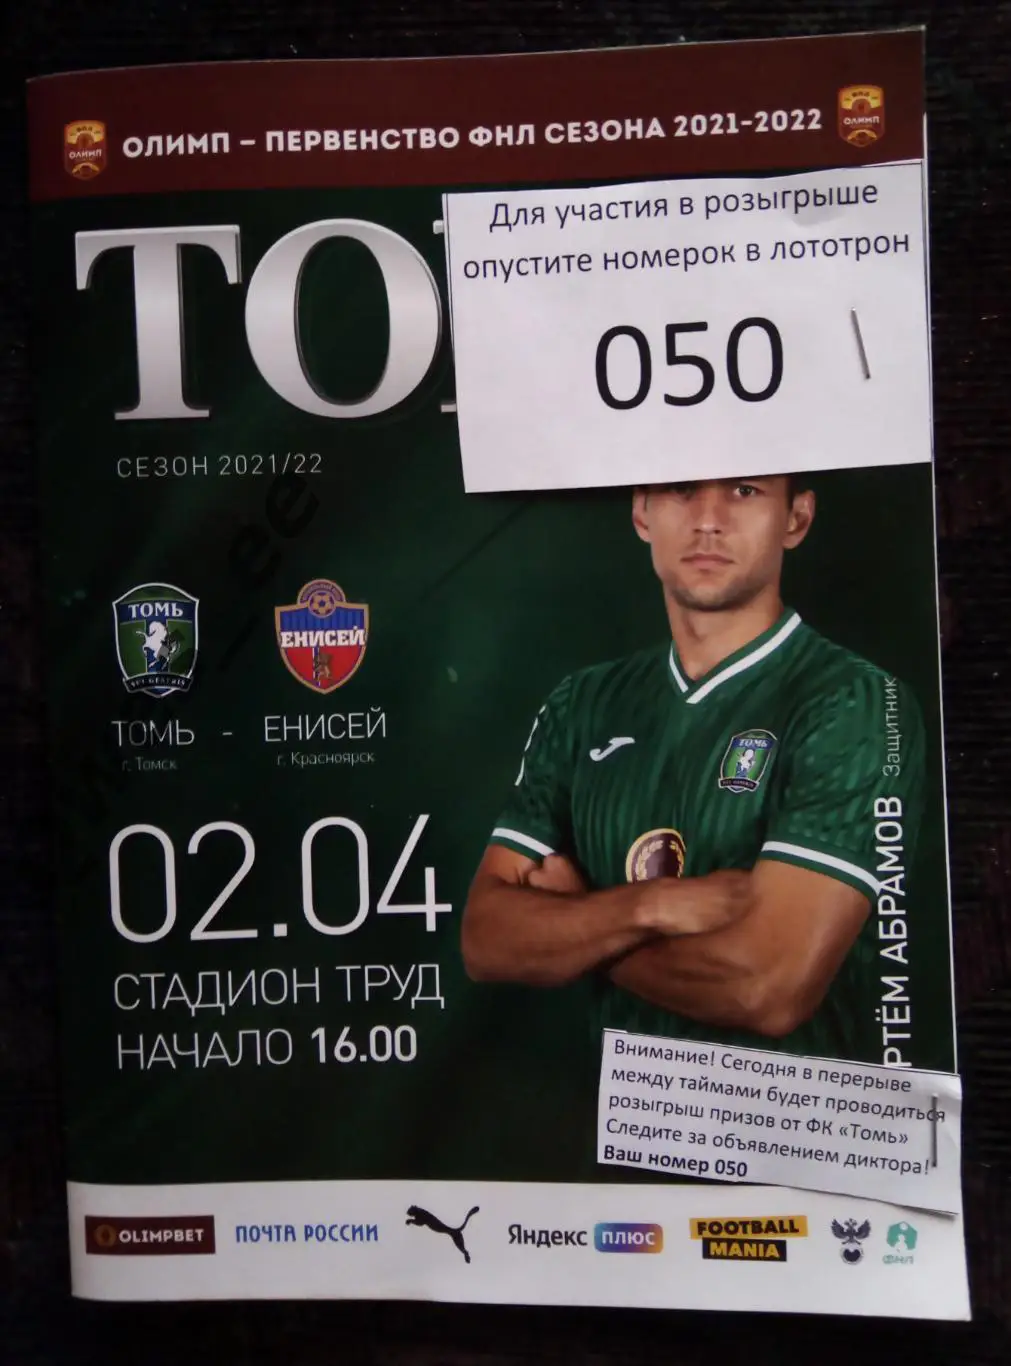 ОЛИМП – ПЕРВЕНСТВО ФНЛ СЕЗОНА 2021-2022
ОЛИМП
ОЛИМП
Для участия в розыгрыше
опустите номерок в лототрон
050
СЕЗОН 2021/22
ТОМЬ
ЕНИСЕЙ
ТОМЬ - ЕНИСЕЙ
г. Томск г. Красноярск
02.04
СТАДИОН ТРУД
НАЧАЛО 16.00
ТОМЬ
АБРАМОВ Защитник
Внимание! Сегодня в перерыве
между таймами будет проводиться
розыгрыш призов от ФК «Томь»
Следите за объявлением диктора!
Ваш номер 050
OLIMPBET
ПОЧТА РОССИИ
Яндекс плюс
FOOTBALL
MANIA
ФНЛ